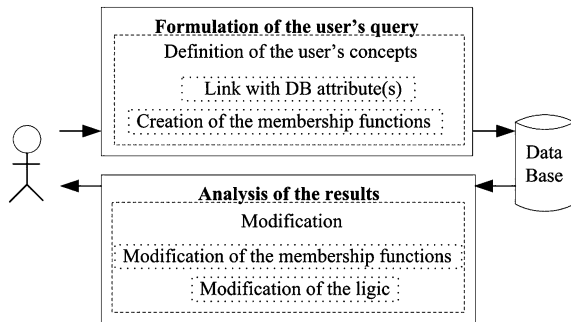 Formulation of the user's query
Definition of the user's concepts
Link with DB attribute(s)
Creation of the membership functions
Data
Base
Analysis of the results
Modification
Modification of the membership functions
Modification of the ligic